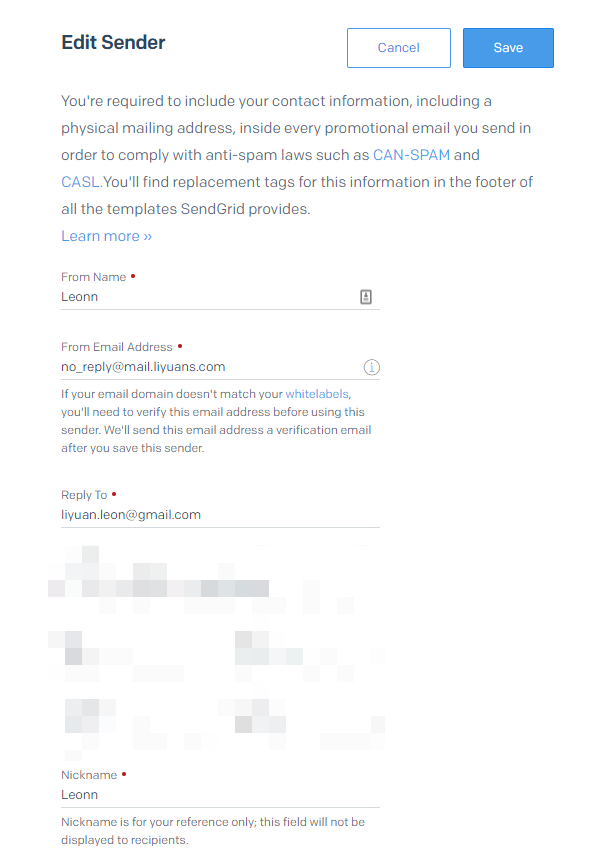 Edit Sender
Cancel
Save
You're required to include your contact information, including a
physical mailing address, inside every promotional email you send in
order to comply with anti-spam laws such as CAN-SPAM and
CASL.You'll find replacement tags for this information in the footer of
all the templates SendGrid provides.
Learn more »
From Name •
Leonn
From Email Address •
no_reply@mail.liyuans.com
If your email domain doesn't match your whitelabels,
you'll need to verify this email address before using this
sender. We'll send this email address a verification email
after you save this sender.
Reply To •
liyuan.leon@gmail.com
Nickname •
Leonn
Nickname is for your reference only; this field will not be
displayed to recipients.